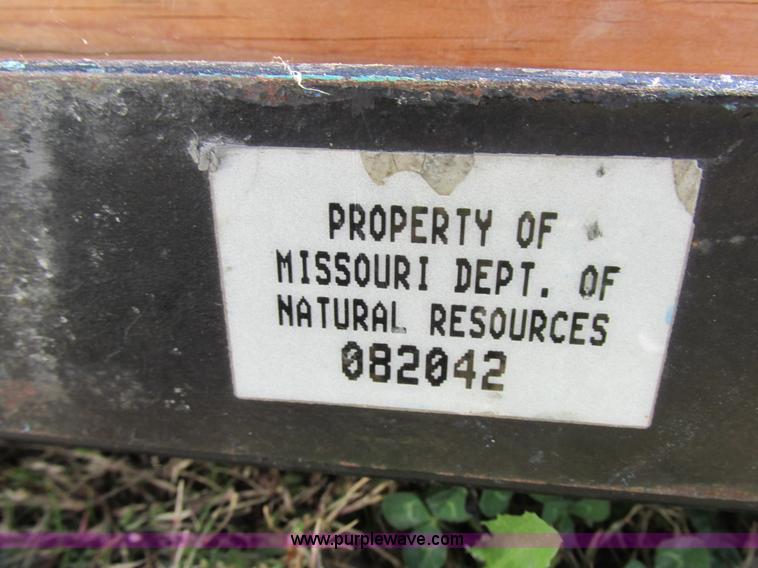 PROPERTY OF
MISSOURI DEPT. OF
NATURAL RESOURCES
082042
www.purplewave.com